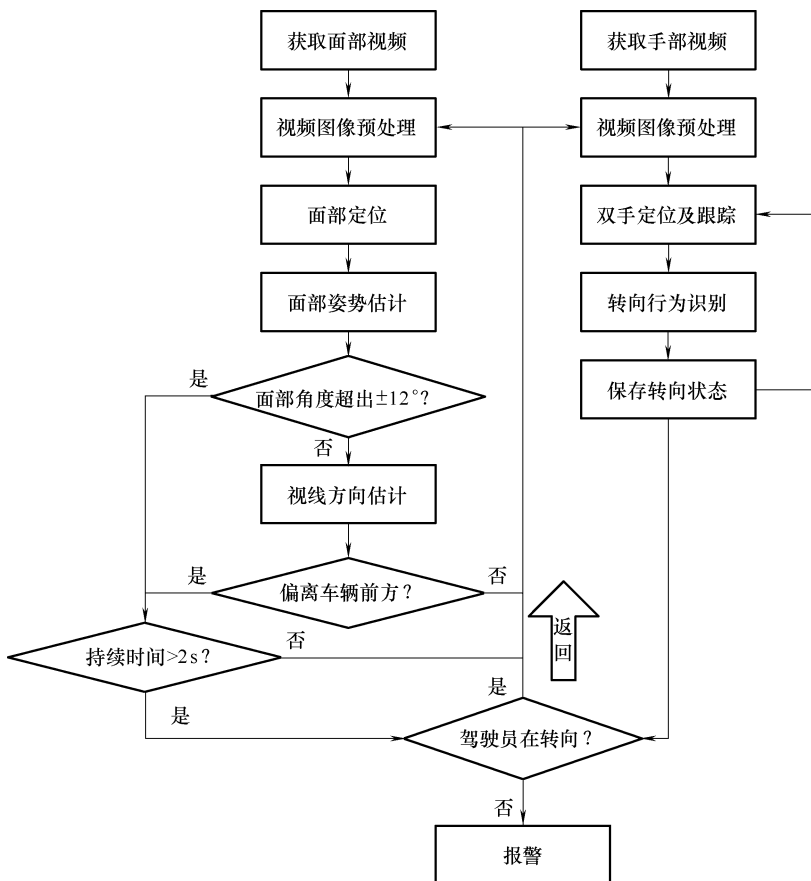 获取面部视频
获取手部视频
视频图像预处理
视频图像预处理
面部定位
双手定位及跟踪
面部姿势估计
转向行为识别
是
面部角度超出±12°?
保存转向状态
否
视线方向估计
是
偏离车辆前方?
否
返
回
持续时间>2s?
否
是
是
驾驶员在转向?
否
报警